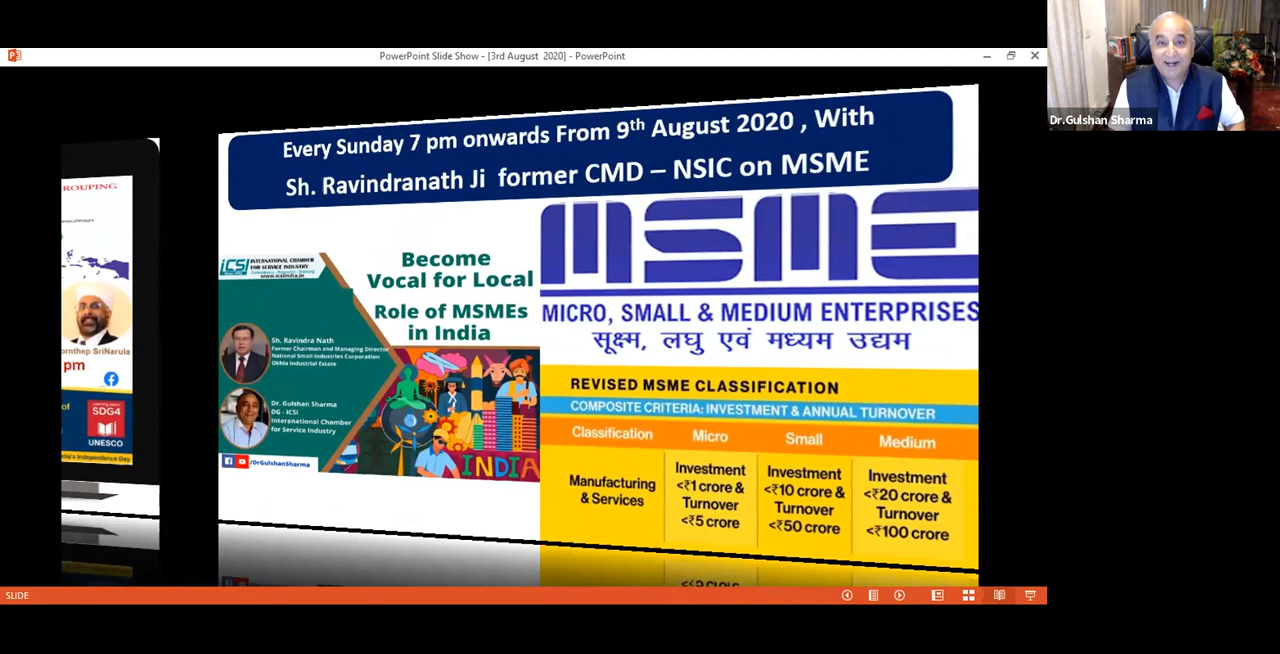 PowerPoint Slide Show - [3rd August 2020] - PowerPoint
Dr.Gulshan Sharma
Every Sunday 7 pm onwards From 9th August 2020 , With
Sh. Ravindranath Ji former CMD – NSIC on MSME
ROUPING
ornthep SriNarula
pm
of
SDG4
UNESCO
ia's Independence Day
iCSi
INTERNATIONAL CHAMBER
FOR SERVICE INDUSTRY
www.icsiindia.in
Become
Vocal for Local
Role of MSMEs
in India
Sh. Ravindra Nath
Former Chairman and Managing Director
National Small Industries Corporation
Okhla Industrial Estate
Dr. Gulshan Sharma
DG - ICSI
International Chamber
for Service Industry
/DrGulshanSharma
INDIA
MSME
MICRO, SMALL & MEDIUM ENTERPRISES
सूक्ष्म, लघु एवं मध्यम उद्यम
REVISED MSME CLASSIFICATION
COMPOSITE CRITERIA: INVESTMENT & ANNUAL TURNOVER
Classification Micro Small Medium
Manufacturing & Services
Investment <₹1 crore & Turnover <₹5 crore
Investment <₹10 crore & Turnover <₹50 crore
Investment <₹20 crore & Turnover <₹100 crore
SLIDE